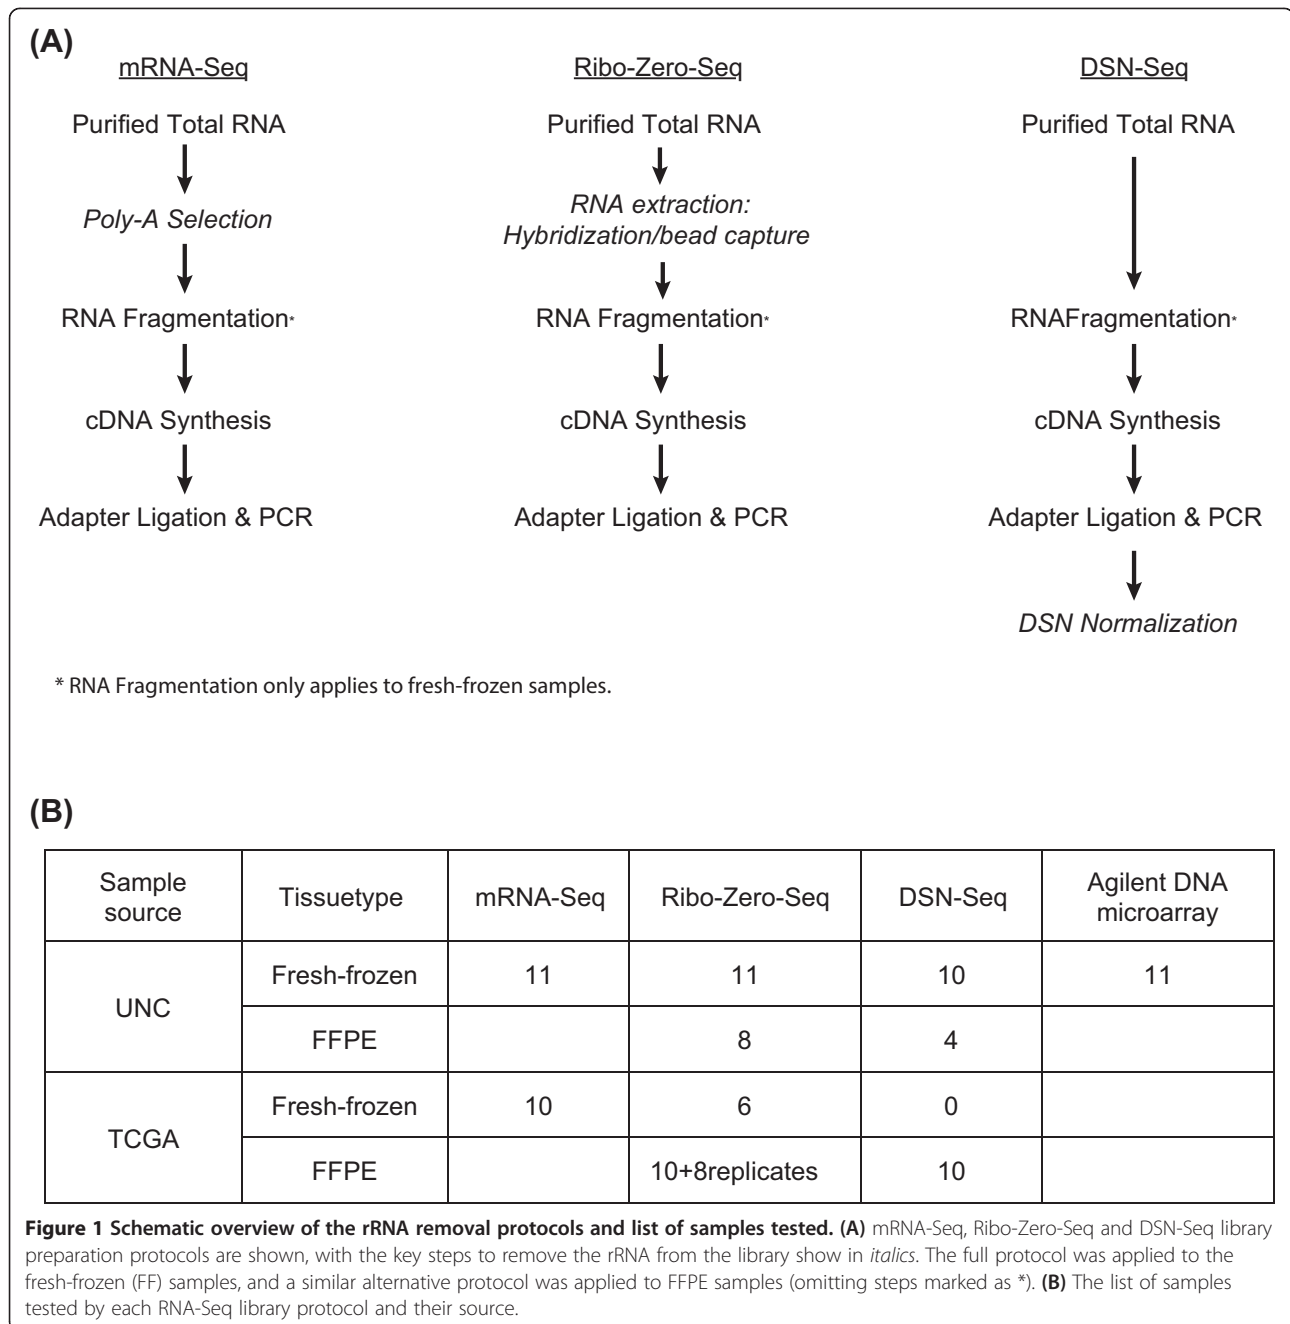 (A)
mRNA-Seq Ribo-Zero-Seq DSN-Seq
Purified Total RNA Purified Total RNA Purified Total RNA
Poly-A Selection RNA extraction:
Hybridization/bead capture
RNA Fragmentation* RNA Fragmentation* RNAFragmentation*
cDNA Synthesis cDNA Synthesis cDNA Synthesis
Adapter Ligation & PCR Adapter Ligation & PCR Adapter Ligation & PCR
DSN Normalization
* RNA Fragmentation only applies to fresh-frozen samples.
(B)
Sample source Tissuetype mRNA-Seq Ribo-Zero-Seq DSN-Seq Agilent DNA microarray
UNC Fresh-frozen 11 11 10 11
FFPE 8 4
TCGA Fresh-frozen 10 6 0
FFPE 10+8replicates 10
Figure 1 Schematic overview of the rRNA removal protocols and list of samples tested. (A) mRNA-Seq, Ribo-Zero-Seq and DSN-Seq library
preparation protocols are shown, with the key steps to remove the rRNA from the library show in italics. The full protocol was applied to the
fresh-frozen (FF) samples, and a similar alternative protocol was applied to FFPE samples (omitting steps marked as *). (B) The list of samples
tested by each RNA-Seq library protocol and their source.